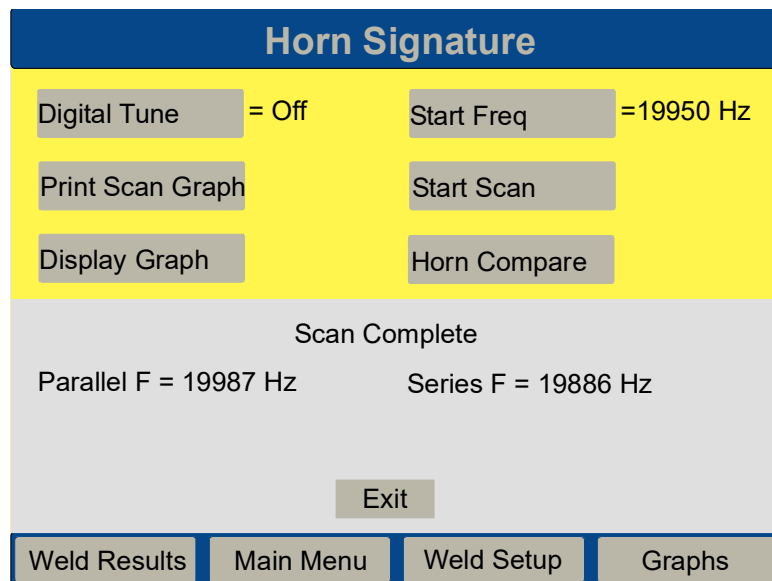 Horn Signature
Digital Tune = Off
Start Freq =19950 Hz
Print Scan Graph
Start Scan
Display Graph
Horn Compare
Scan Complete
Parallel F = 19987 Hz
Series F = 19886 Hz
Exit
Weld Results
Main Menu
Weld Setup
Graphs